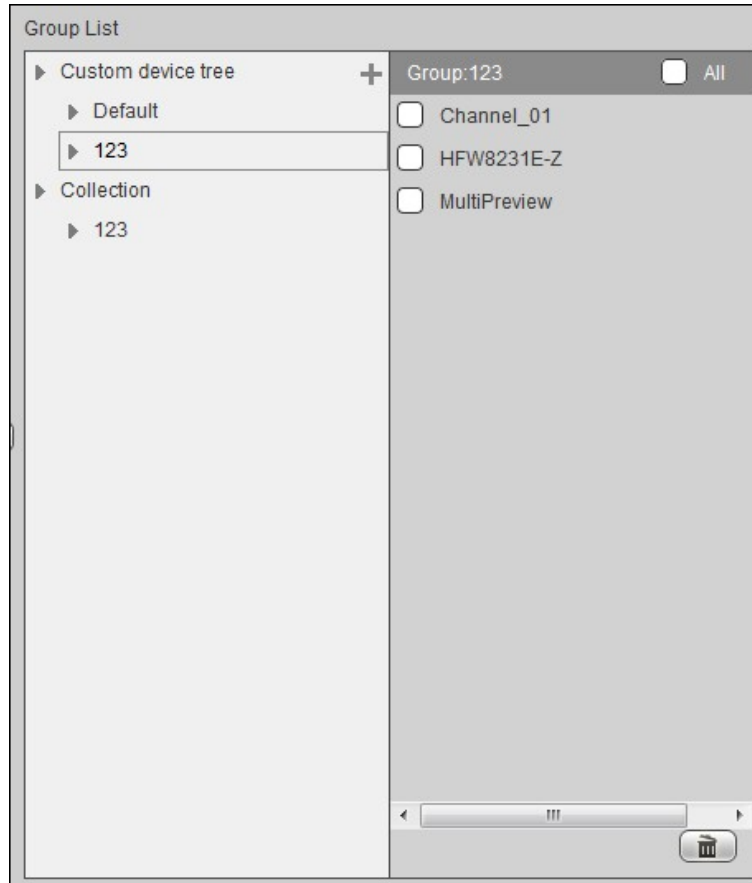 Group List
Custom device tree
Default
123
Collection
123
Group:123 All
Channel_01
HFW8231E-Z
MultiPreview